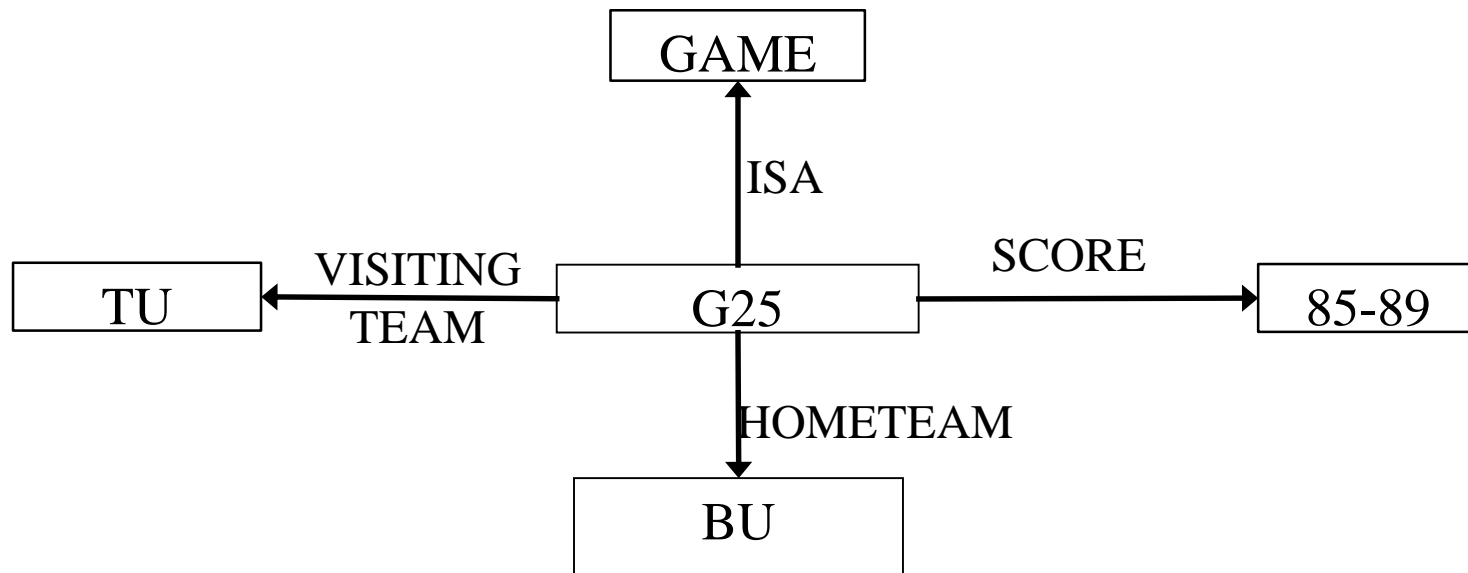 GAME
ISA
VISITING
TEAM
SCORE
TU
G25
85-89
HOMETEAM
BU